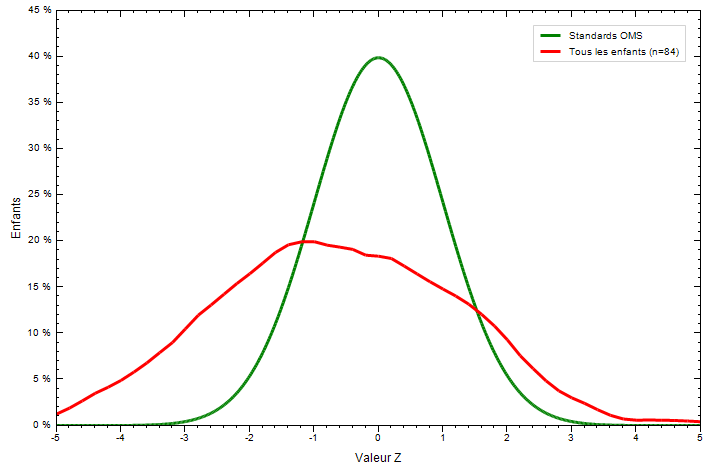 45 %
40 %
35 %
30 %
25 %
20 %
15 %
10 %
5 %
0 %
Enfants
Standards OMS
Tous les enfants (n=84)
-5 -4 -3 -2 -1 0 1 2 3 4 5
Valeur Z